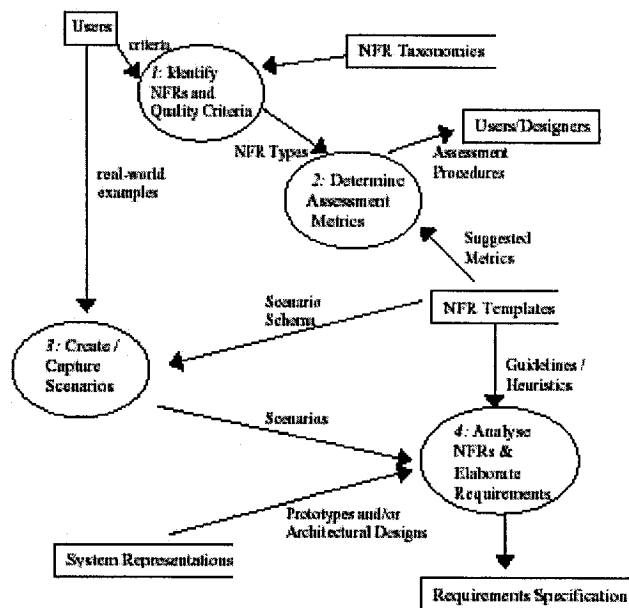 Users
criteria
NFR Taxonomies
1: Identify
NFRs and
Quality Criteria
Users/Designers
NFR Types
Assessment
Procedures
real-world
examples
2: Determine
Assessment
Metrics
Suggested
Metrics
Scenario
Schema
NFR Templates
3: Create /
Capture
Scenarios
Guidelines /
Heuristics
Scenarios
4: Analyse
NFRs &
Elaborate
Requirements
Prototypes and/or
Architectural Designs
System Representations
Requirements Specification